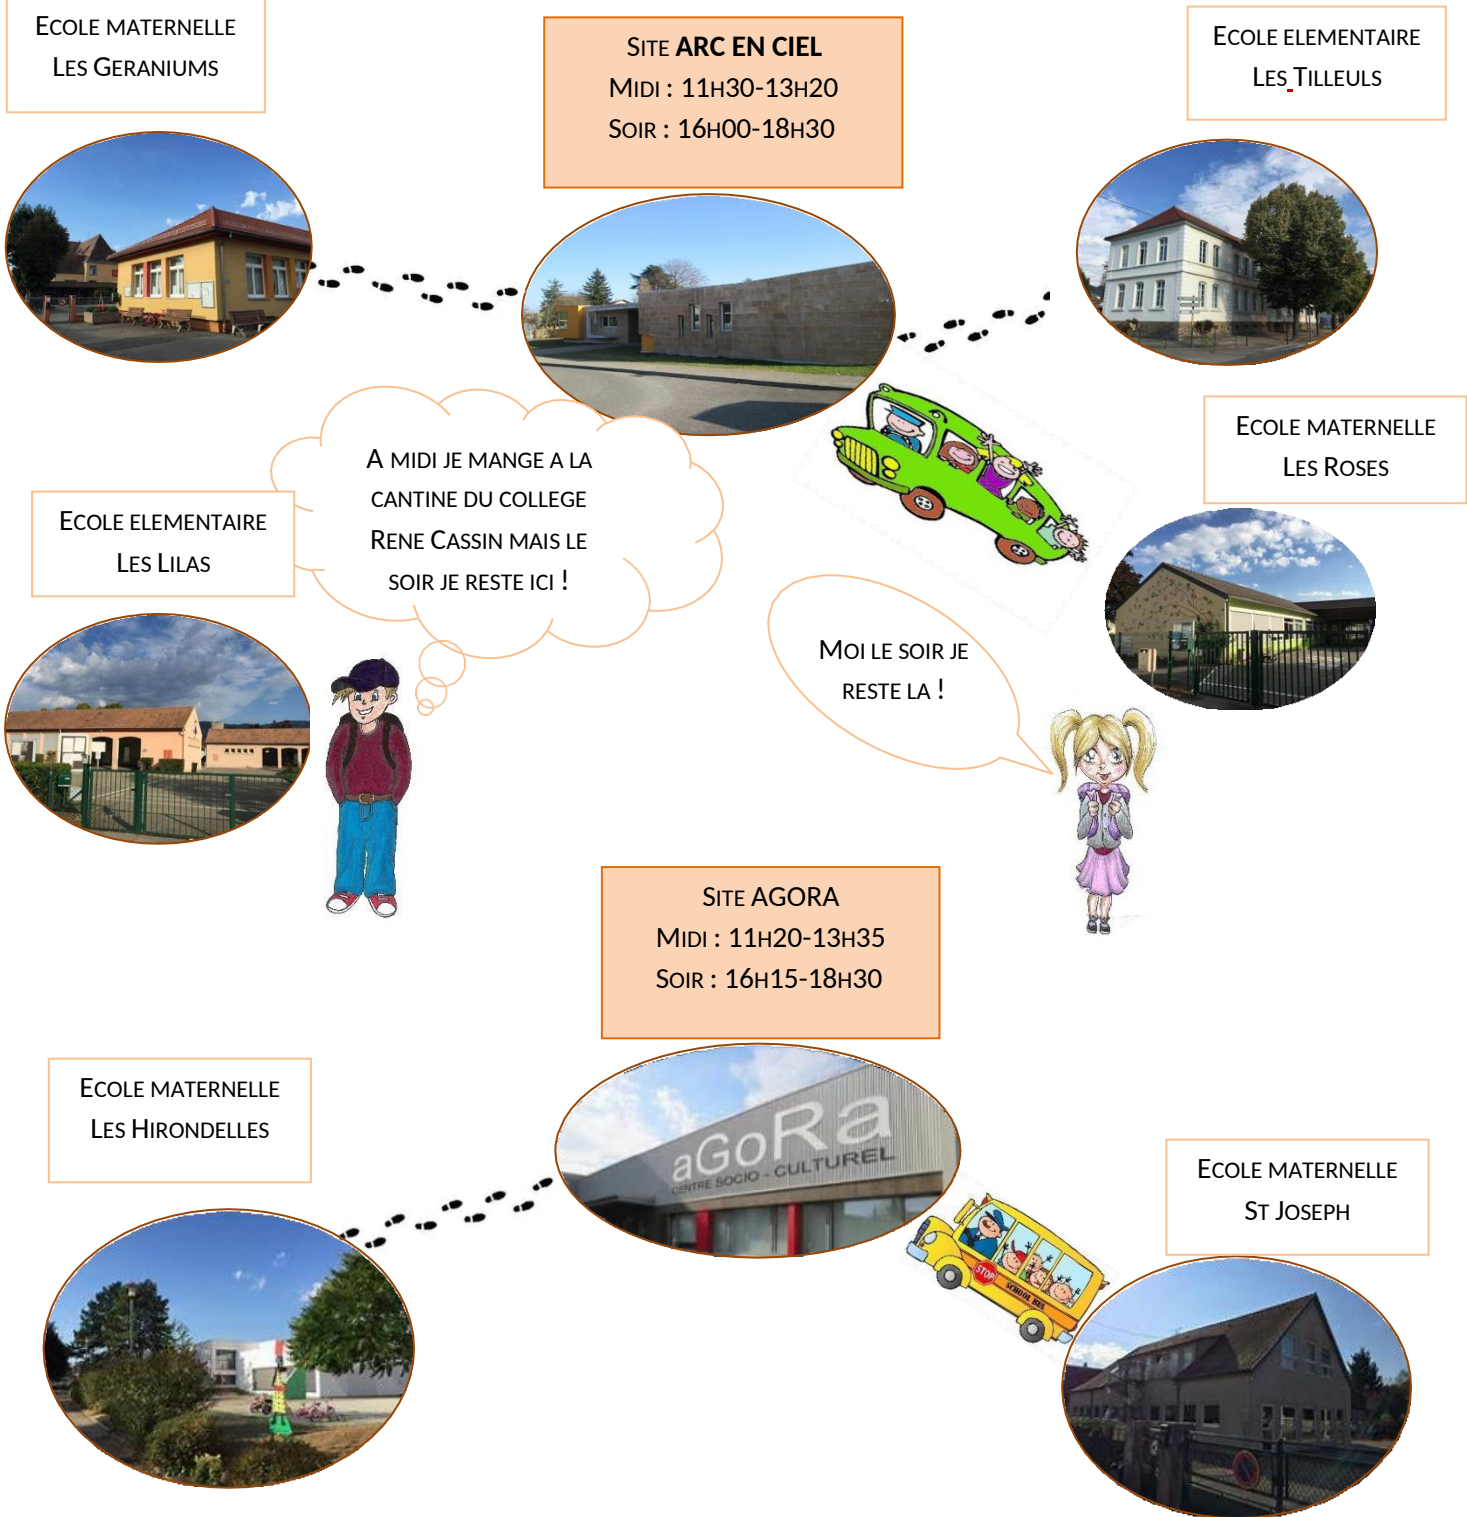 ECOLE MATERNELLE
LES GERANIUMS
SITE ARC EN CIEL
MIDI : 11H30-13H20
SOIR : 16H00-18H30
ECOLE ELEMENTAIRE
LES TILLEULS
A MIDI JE MANGE A LA
CANTINE DU COLLEGE
RENE CASSIN MAIS LE
SOIR JE RESTE ICI !
ECOLE MATERNELLE
LES ROSES
ECOLE ELEMENTAIRE
LES LILAS
MOI LE SOIR JE
RESTE LA !
SITE AGORA
MIDI : 11H20-13H35
SOIR : 16H15-18H30
ECOLE MATERNELLE
LES HIRONDELLES
aGoRa
CENTRE SOCIO - CULTUREL
ECOLE MATERNELLE
ST JOSEPH
STOP
SCHOOL BUS